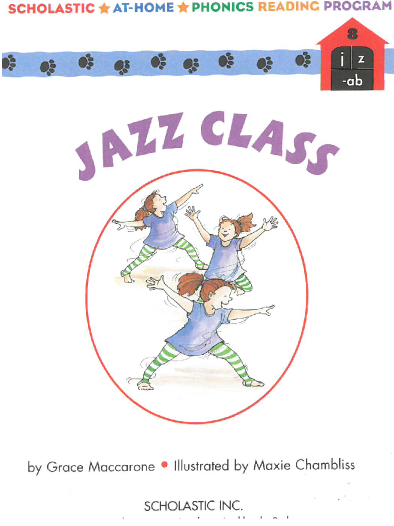 SCHOLASTIC ★ AT-HOME ★ PHONICS READING PROGRAM
8
j z
-ab
JAZZ CLASS
by Grace Maccarone • Illustrated by Maxie Chambliss
SCHOLASTIC INC.